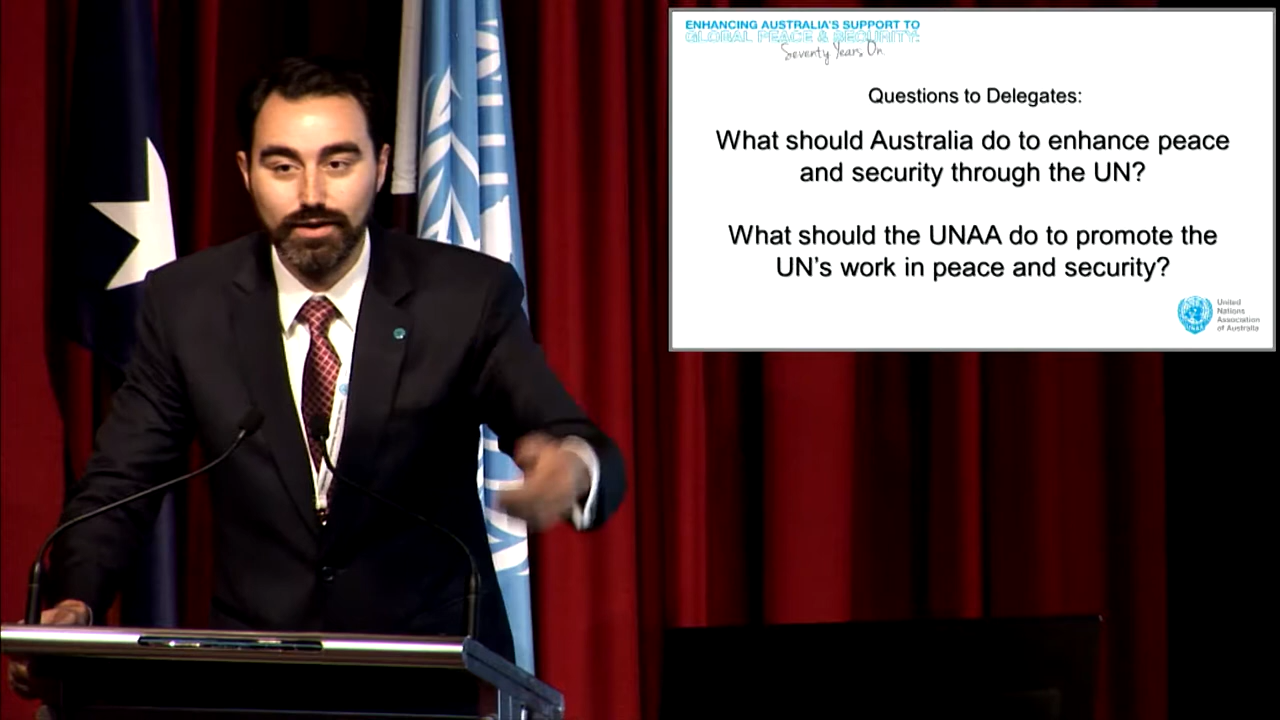 ENHANCING AUSTRALIA'S SUPPORT TO
GLOBAL PEACE & SECURITY:
Seventy Years On
Questions to Delegates:
What should Australia do to enhance peace
and security through the UN?
What should the UNAA do to promote the
UN's work in peace and security?
United
Nations
Association
of Australia